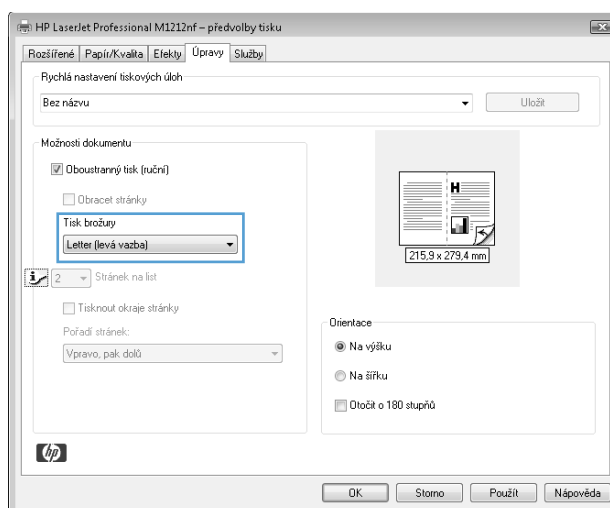 HP LaserJet Professional M1212nf – předvolby tisku
Rozšířené Papír/Kvalita Efekty Úpravy Služby
Rychlá nastavení tiskových úloh
Bez názvu Uložit
Možnosti dokumentu
Oboustranný tisk (ruční)
Obracet stránky
Tisk brožury
Letter (levá vazba)
2 Stránek na list
Tisknout okraje stránky
Pořadí stránek:
Vpravo, pak dolů
H
215,9 x 279,4 mm
Orientace
Na výšku
Na šířku
Otočit o 180 stupňů
hp
OK Storno Použít Nápověda